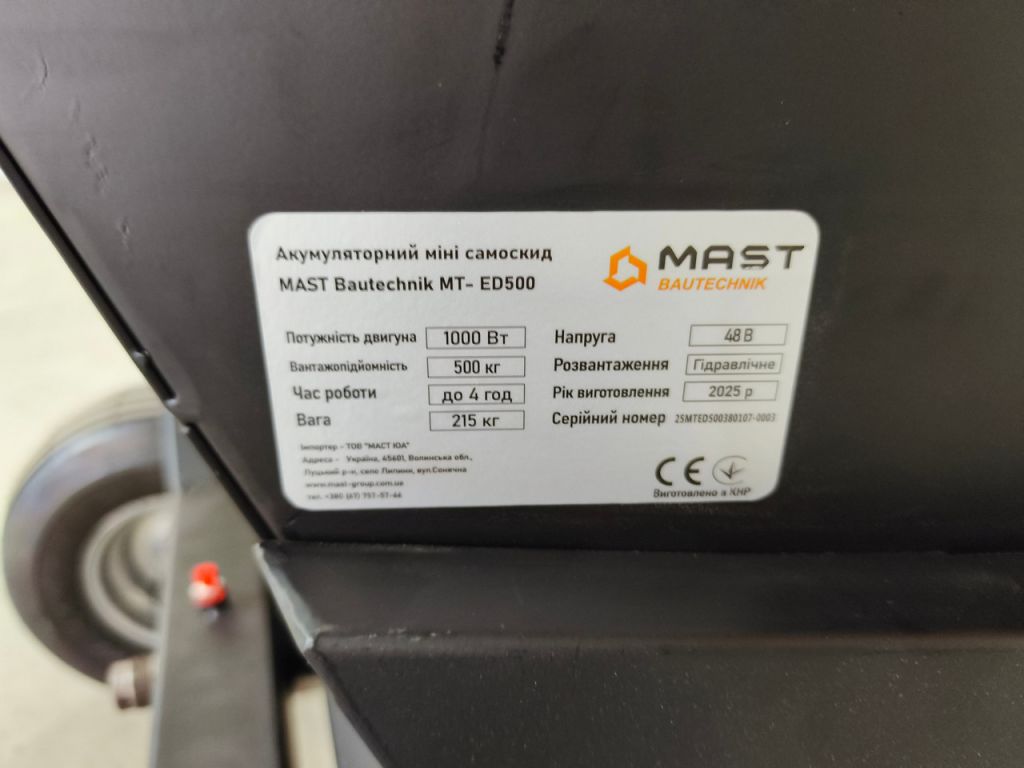 Акумуляторний міні самоскид
MAST Bautechnik MT- ED500
MAST
BAUTECHNIK
Потужність двигуна 1000 Вт
Вантажопідйомність 500 кг
Час роботи до 4 год
Вага 215 кг
Напруга 48 В
Розвантаження Гідравлічне
Рік виготовлення 2025 р
Серійний номер 25MTED500380107-0003
Імпортер - ТОВ "МАСТ ЮА"
Адреса - Україна, 45601, Волинська обл.,
Луцький р-н, село Липини, вул.Сонячна
www.mast-group.com.ua
тел. +380 (67) 757-57-46
CE
Виготовлено в КНР